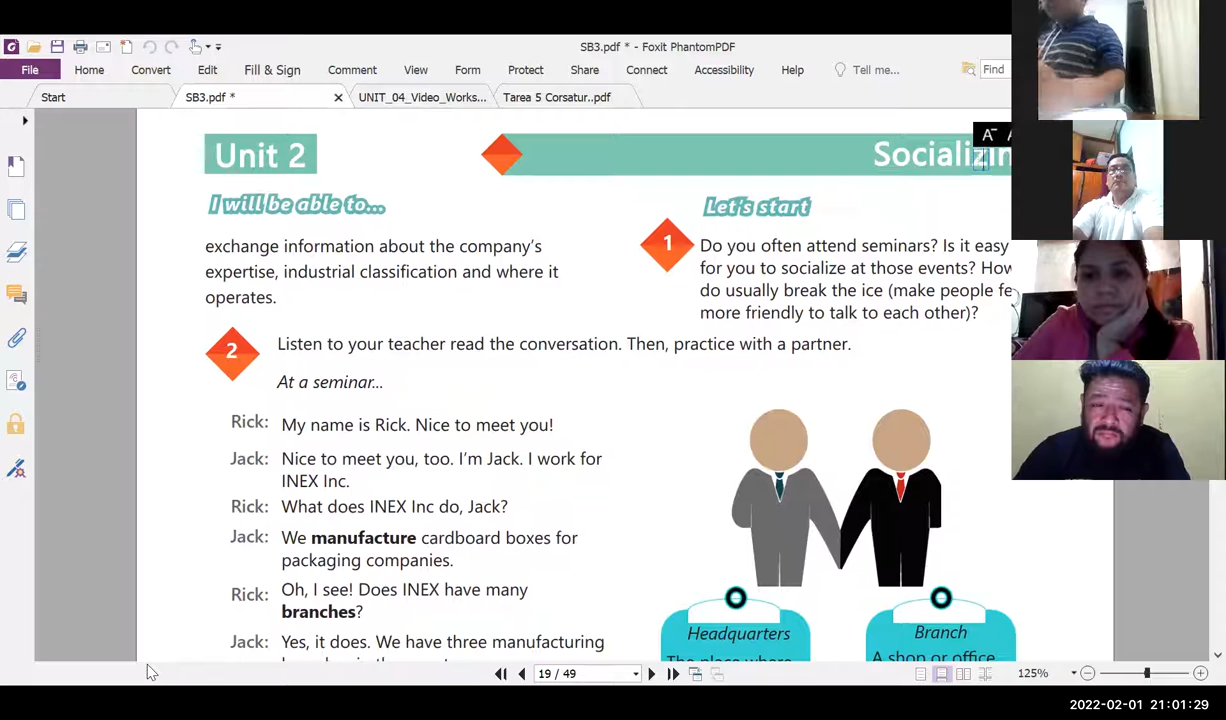 SB3.pdf * - Foxit PhantomPDF
File Home Convert Edit Fill & Sign Comment View Form Protect Share Connect Accessibility Help Tell me... Find
Start SB3.pdf * UNIT_04_Video_Works... Tarea 5 Corsatur..pdf
Unit 2
Socializin
I will be able to...
exchange information about the company's
expertise, industrial classification and where it
operates.
Let's start
1
Do you often attend seminars? Is it easy
for you to socialize at those events? How
do usually break the ice (make people fe
more friendly to talk to each other)?
2
Listen to your teacher read the conversation. Then, practice with a partner.
At a seminar...
Rick: My name is Rick. Nice to meet you!
Jack: Nice to meet you, too. I'm Jack. I work for
INEX Inc.
Rick: What does INEX Inc do, Jack?
Jack: We manufacture cardboard boxes for
packaging companies.
Rick: Oh, I see! Does INEX have many
branches?
Jack: Yes, it does. We have three manufacturing
Headquarters
The place where
Branch
A shop or office
19 / 49
125%
2022-02-01 21:01:29